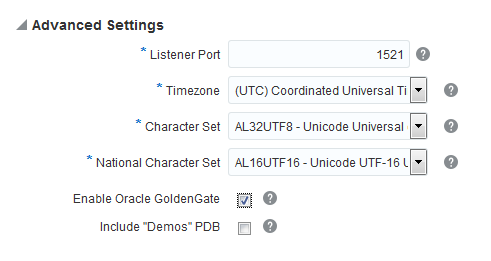 Advanced Settings
* Listener Port 1521 ?
* Timezone (UTC) Coordinated Universal Ti ?
* Character Set AL32UTF8 - Unicode Universal ?
* National Character Set AL16UTF16 - Unicode UTF-16 U ?
Enable Oracle GoldenGate ?
Include "Demos" PDB ?